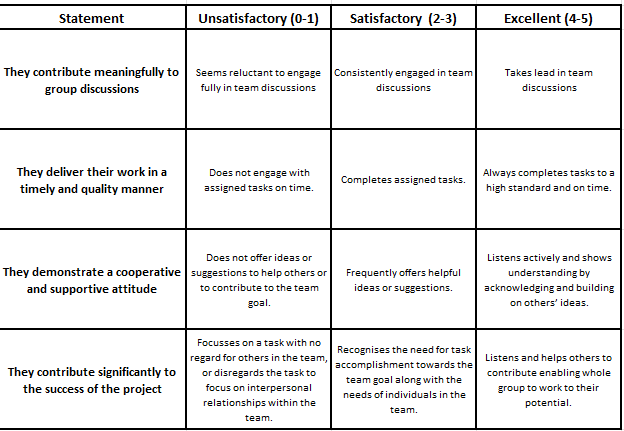 Statement
Unsatisfactory (0-1)
Satisfactory (2-3)
Excellent (4-5)
They contribute meaningfully to
group discussions
Seems reluctant to engage
fully in team discussions
Consistently engaged in team
discussions
Takes lead in team
discussions
They deliver their work in a
timely and quality manner
Does not engage with
assigned tasks on time.
Completes assigned tasks.
Always completes tasks to a
high standard and on time.
They demonstrate a cooperative
and supportive attitude
Does not offer ideas or
suggestions to help others or
to contribute to the team
goal.
Frequently offers helpful
ideas or suggestions.
Listens actively and shows
understanding by
acknowledging and building
on others’ ideas.
They contribute significantly to
the success of the project
Focusses on a task with no
regard for others in the team,
or disregards the task to
focus on interpersonal
relationships within the
team.
Recognises the need for task
accomplishment towards the
team goal along with the
needs of individuals in the
team.
Listens and helps others to
contribute enabling whole
group to work to their
potential.